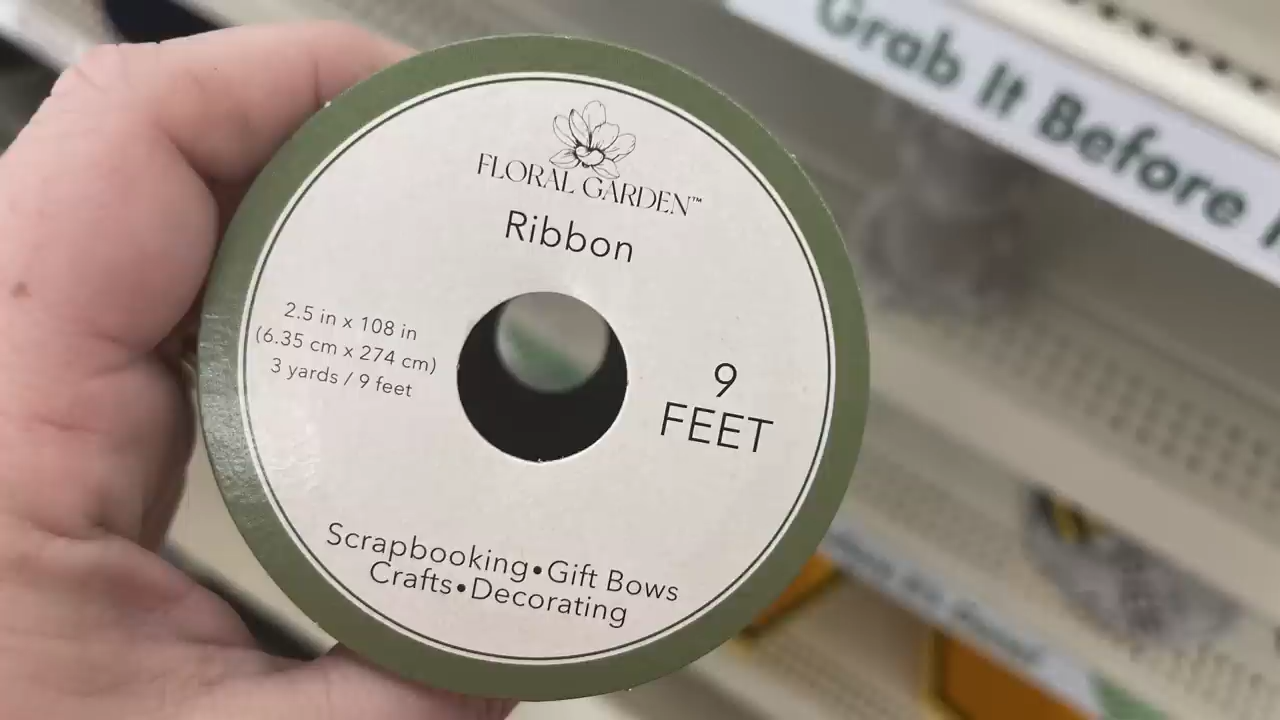 Grab It Before
FLORAL GARDEN™
Ribbon
2.5 in x 108 in
(6.35 cm x 274 cm)
3 yards / 9 feet
9
FEET
Scrapbooking•Gift Bows
Crafts•Decorating